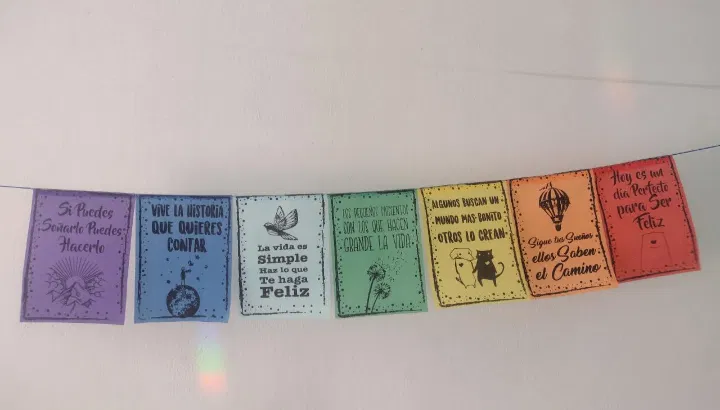 Si Puedes
Soñarlo Puedes
Hacerlo
VIVE LA HISTORIA
QUE QUIERES
CONTAR
La vida es
Simple
Haz lo que
Te haga
Feliz
LOS PEQUEÑOS
SON LOS QUE HACEN
GRANDE LA VIDA
ALGUNOS BUSCAN UN
MUNDO MAS BONITO
OTROS LO CREAN
Sigue tus Sueños
ellos Saben
el Camino
Hoy es un
día Perfecto
para Ser
Feliz